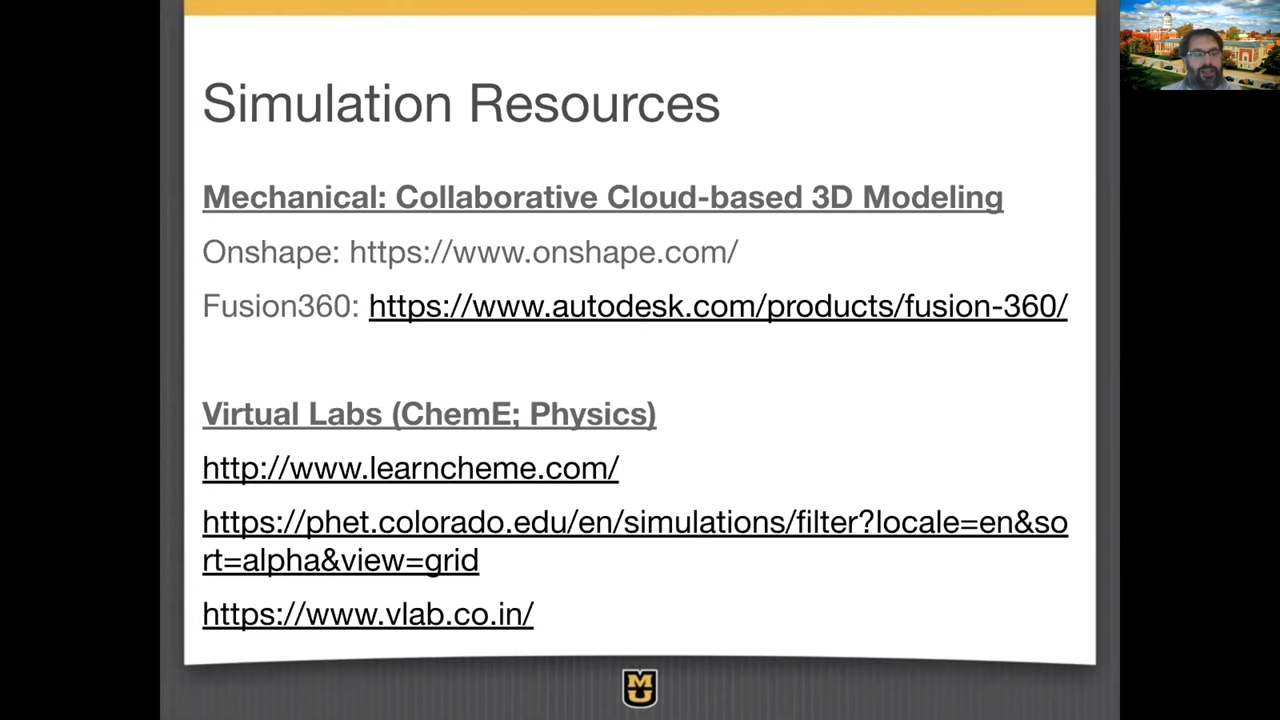 Simulation Resources
Mechanical: Collaborative Cloud-based 3D Modeling
Onshape: https://www.onshape.com/
Fusion360: https://www.autodesk.com/products/fusion-360/
Virtual Labs (ChemE; Physics)
http://www.learncheme.com/
https://phet.colorado.edu/en/simulations/filter?locale=en&so
rt=alpha&view=grid
https://www.vlab.co.in/
MU